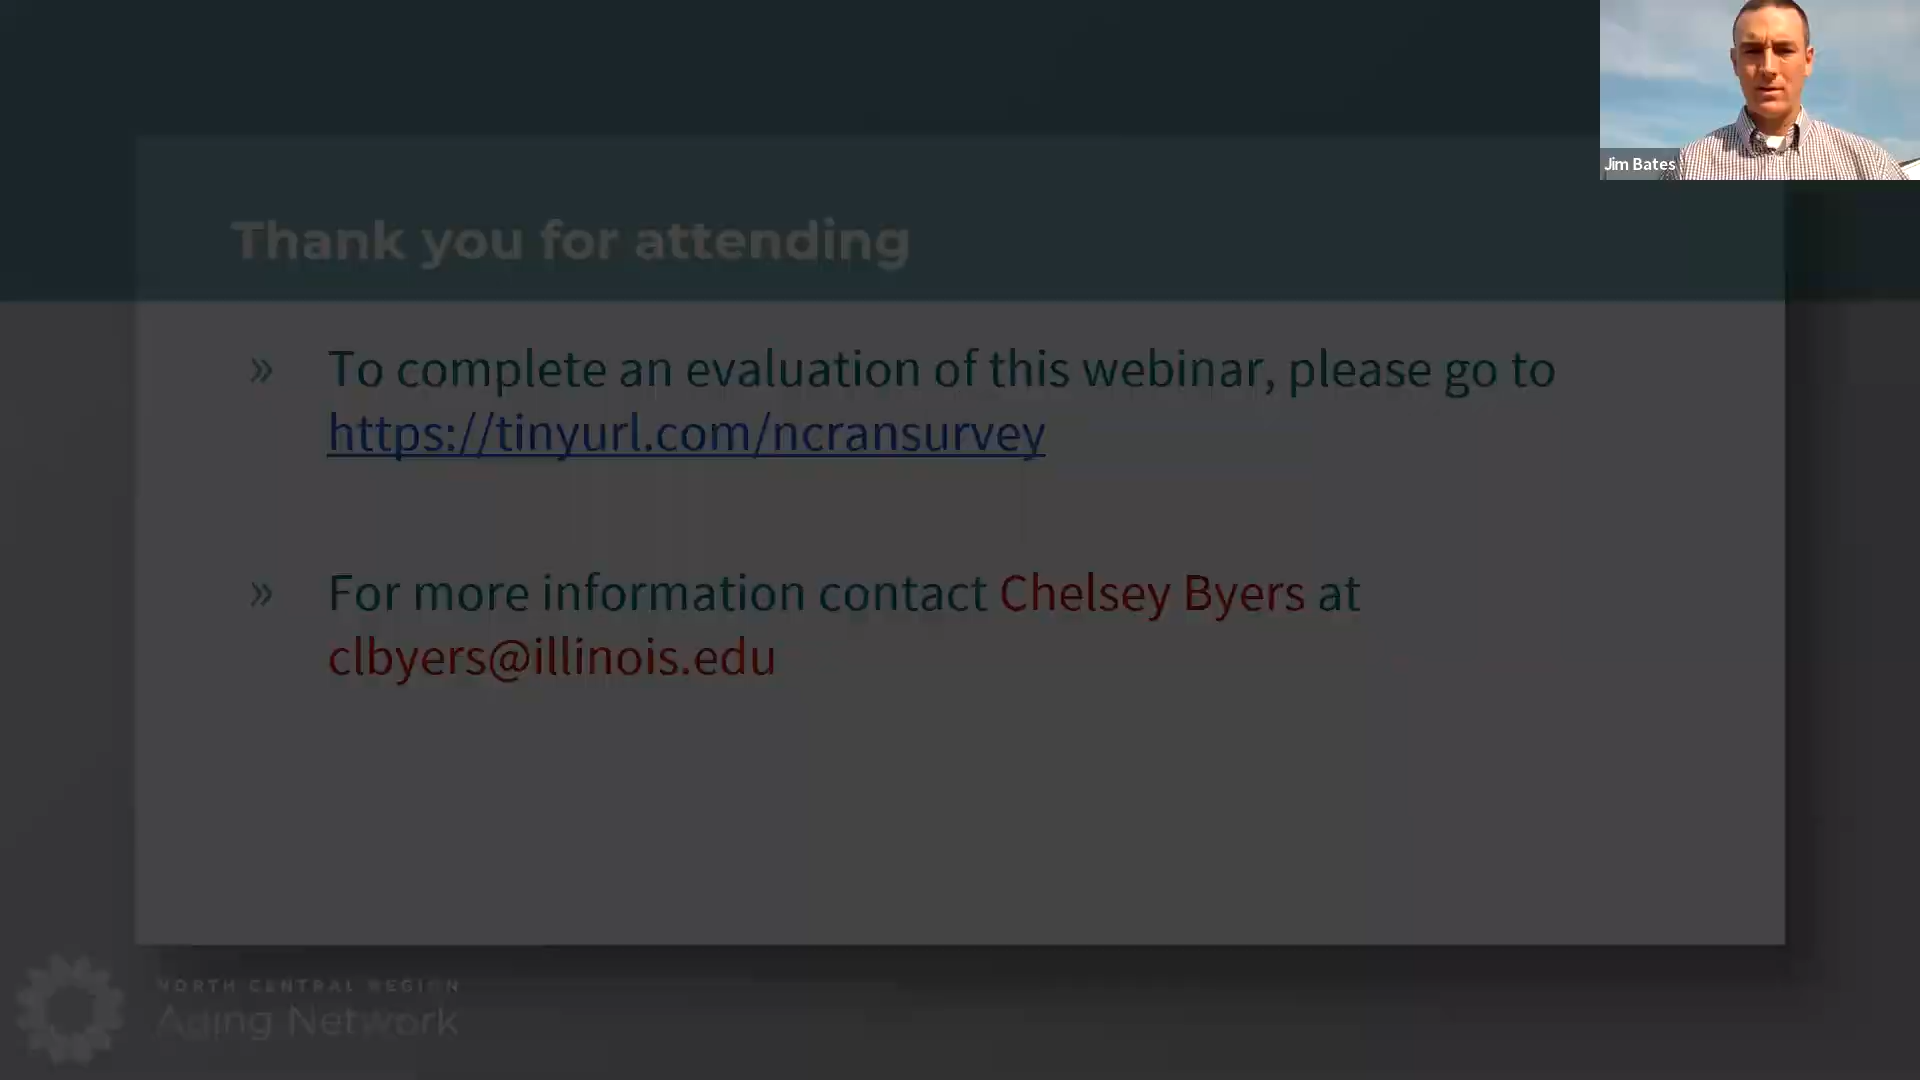 Jim Bates
Thank you for attending
» To complete an evaluation of this webinar, please go to
https://tinyurl.com/ncransurvey
» For more information contact Chelsey Byers at
clbyers@illinois.edu
NORTH CENTRAL REGION
Aging Network